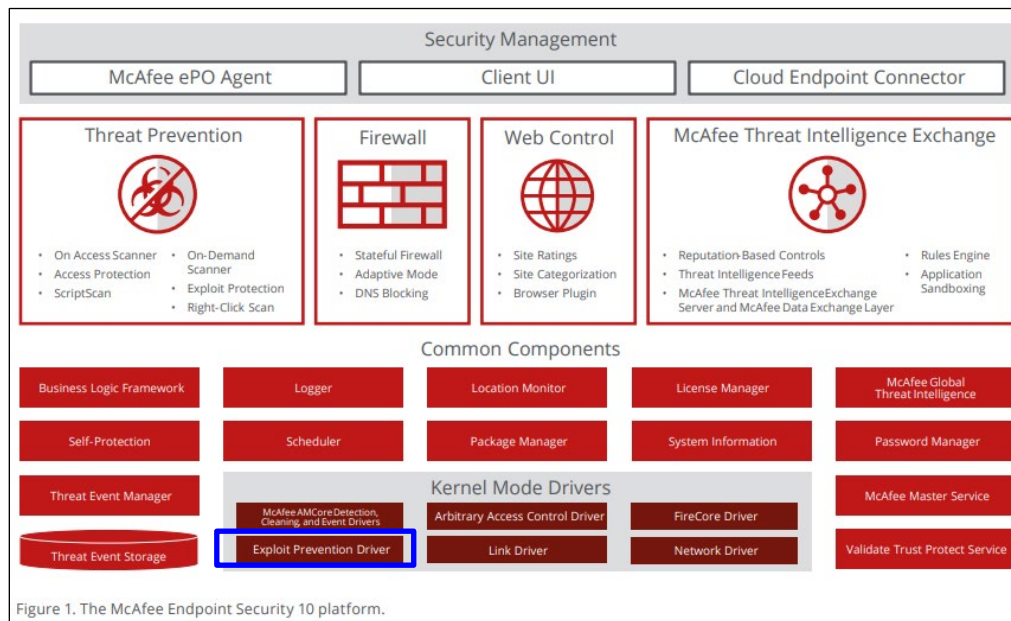 Security Management
McAfee ePO Agent
Client UI
Cloud Endpoint Connector
Threat Prevention
• On Access Scanner
• Access Protection
• ScriptScan
• On-Demand
Scanner
• Exploit Protection
• Right-Click Scan
Firewall
• Stateful Firewall
• Adaptive Mode
• DNS Blocking
Web Control
• Site Ratings
• Site Categorization
• Browser Plugin
McAfee Threat Intelligence Exchange
• Reputation-Based Controls
• Threat Intelligence Feeds
• McAfee Threat IntelligenceExchange
Server and McAfee Data Exchange Layer
• Rules Engine
• Application
Sandboxing
Common Components
Business Logic Framework
Logger
Location Monitor
License Manager
McAfee Global
Threat Intelligence
Self-Protection
Scheduler
Package Manager
System Information
Password Manager
Threat Event Manager
Kernel Mode Drivers
McAfee Master Service
McAfee AMCore Detection,
Cleaning, and Event Drivers
Arbitrary Access Control Driver
FireCore Driver
Threat Event Storage
Exploit Prevention Driver
Link Driver
Network Driver
Validate Trust Protect Service
Figure 1. The McAfee Endpoint Security 10 platform.